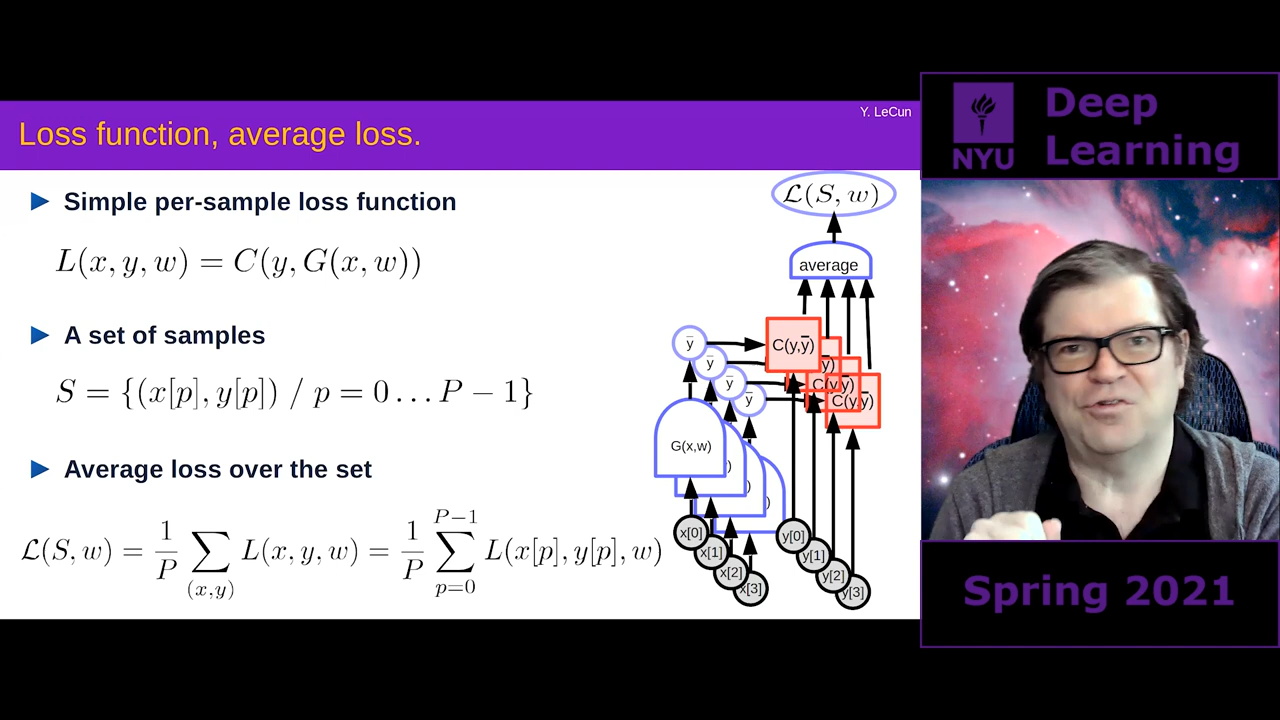 Y. LeCun
Loss function, average loss.
Simple per-sample loss function
L(x, y, w) = C(y, G(x, w))
A set of samples
S = {(x[p], y[p]) / p = 0 . . . P − 1}
Average loss over the set
ℒ(S, w) = 1/P ∑_(x,y) L(x, y, w) = 1/P ∑_{p=0}^{P−1} L(x[p], y[p], w)
ℒ(S, w)
average
C(y,ȳ)
ȳ)
C(y,ȳ)
C(y,ȳ)
ȳ
ȳ
ȳ
ȳ
G(x,w)
)
)
)
x[0]
x[1]
x[2]
x[3]
y[0]
y[1]
y[2]
y[3]
NYU
Deep
Learning
Spring 2021